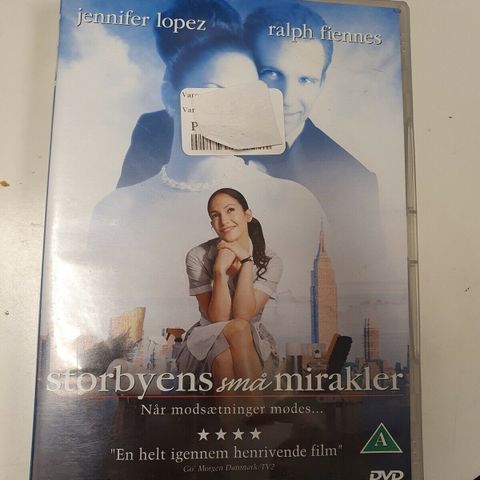 jennifer lopez
ralph fiennes
storbyens små mirakler
Når modsætninger mødes...
"En helt igennem henrivende film"
Go' Morgen Danmark/TV2
A
DVD